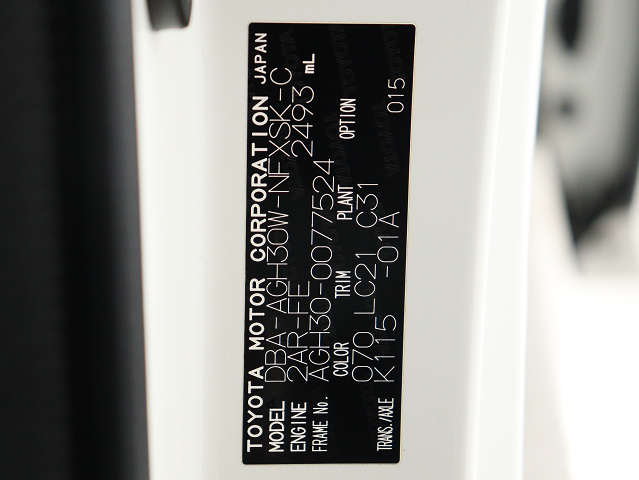 TOYOTA MOTOR CORPORATION JAPAN
MODEL DBA-AGH30W-NFXSK-C
ENGINE 2AR-FE 2493 mL
FRAME No. AGH30-0077524
COLOR TRIM PLANT OPTION
070 LC21 C31 015
TRANS./AXLE K115 -01A